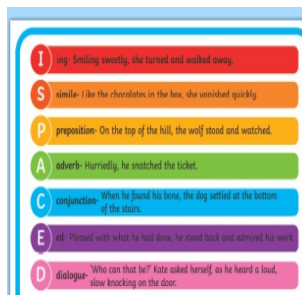 I ing- Smiling sweetly, she turned and walked away.
S simile- Like the chocolates in the box, she vanished quickly.
P preposition- On the top of the hill, the wolf stood and watched.
A adverb- Hurriedly, he snatched the ticket.
C conjunction- When he found his bone, the dog settled at the bottom
of the stairs.
E ed- Pleased with what he had done, he stood back and admired his work.
D dialogue- 'Who can that be?' Kate asked herself, as he heard a loud,
slow knocking on the door.